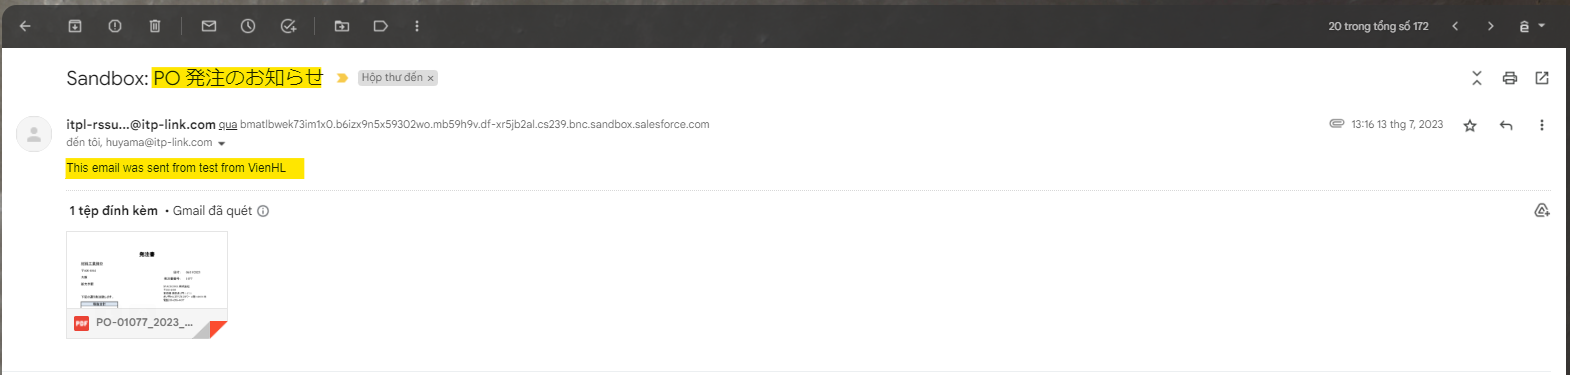 20 trong tổng số 172
Sandbox: PO 発注のお知らせ Hộp thư đến ×
itpl-rssu...@itp-link.com qua bmatlbwek73im1x0.b6izx9n5x59302wo.mb59h9v.df-xr5jb2al.cs239.bnc.sandbox.salesforce.com 13:16 13 thg 7, 2023
đến tôi, huyama@itp-link.com
This email was sent from test from VienHL
1 tệp đính kèm • Gmail đã quét
発注書
PDF PO-01077_2023_...